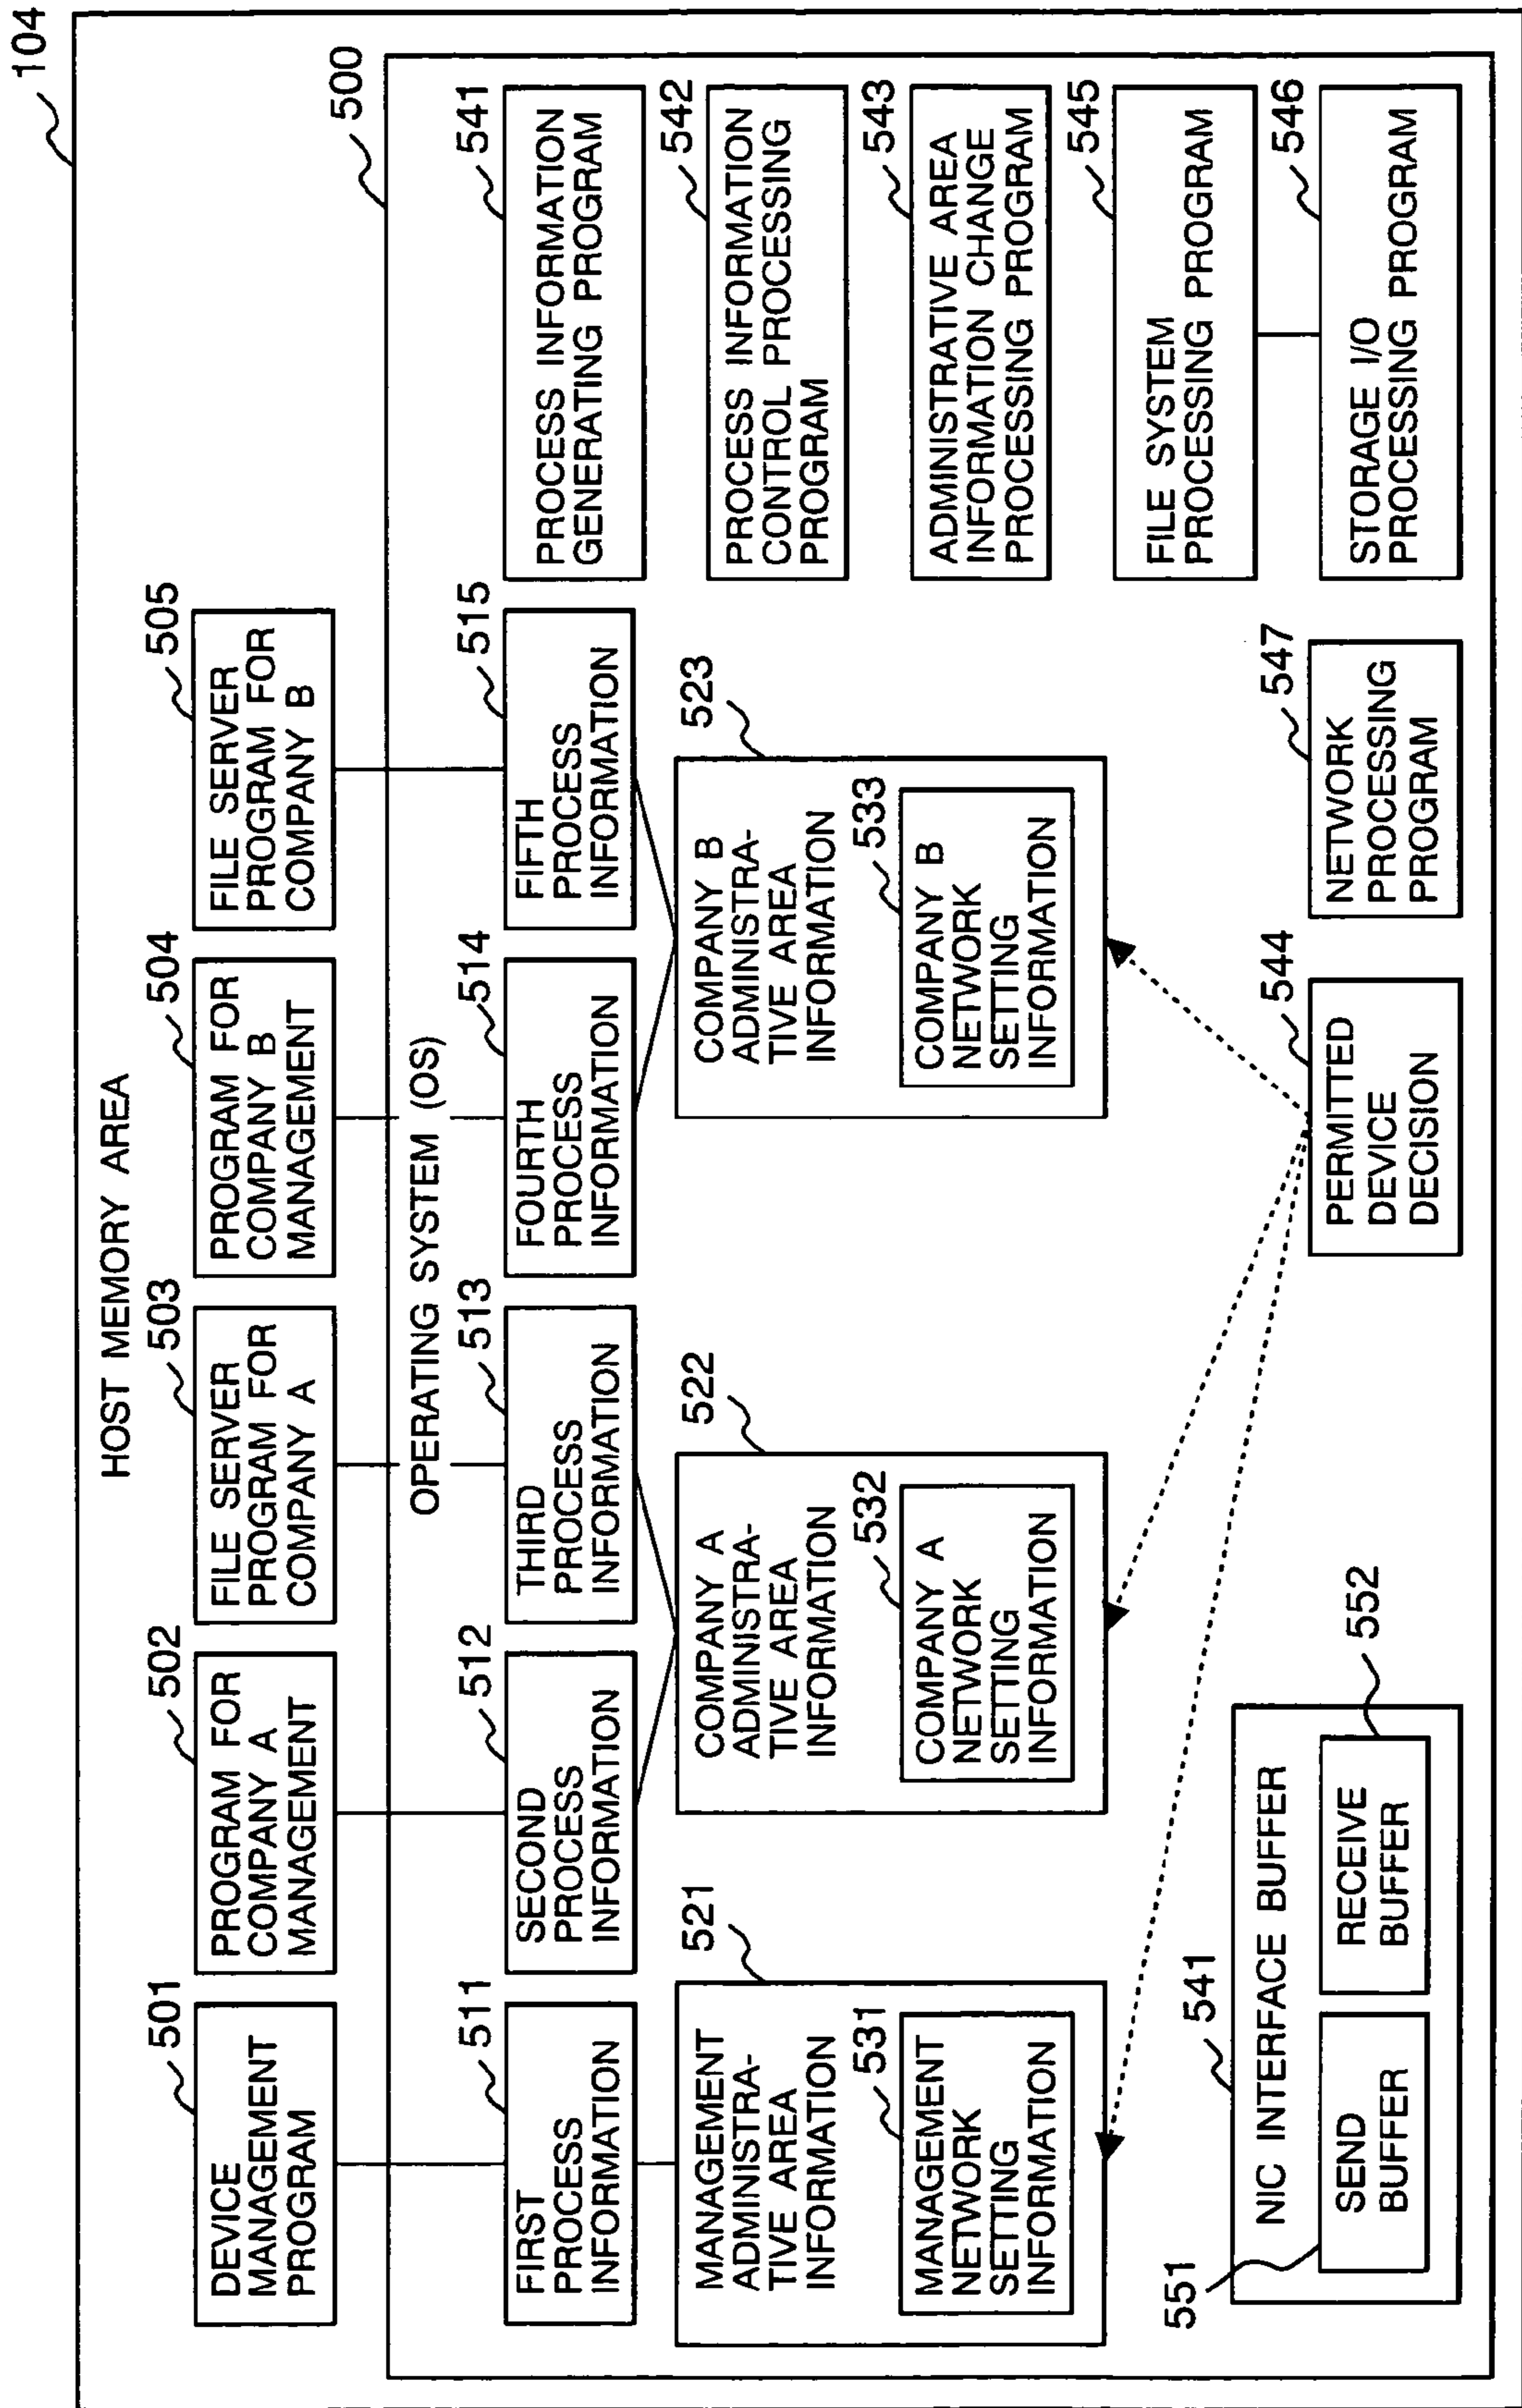 104
HOST MEMORY AREA
501
DEVICE
MANAGEMENT
PROGRAM
502
PROGRAM FOR
COMPANY A
MANAGEMENT
503
FILE SERVER
PROGRAM FOR
COMPANY A
504
PROGRAM FOR
COMPANY B
MANAGEMENT
505
FILE SERVER
PROGRAM FOR
COMPANY B
500
OPERATING SYSTEM (OS)
511
FIRST
PROCESS
INFORMATION
512
SECOND
PROCESS
INFORMATION
513
THIRD
PROCESS
INFORMATION
514
FOURTH
PROCESS
INFORMATION
515
FIFTH
PROCESS
INFORMATION
541
PROCESS INFORMATION
GENERATING PROGRAM
521
MANAGEMENT
ADMINISTRA-
TIVE AREA
INFORMATION
531
MANAGEMENT
NETWORK
SETTING
INFORMATION
522
COMPANY A
ADMINISTRA-
TIVE AREA
INFORMATION
532
COMPANY A
NETWORK
SETTING
INFORMATION
523
COMPANY B
ADMINISTRA-
TIVE AREA
INFORMATION
533
COMPANY B
NETWORK
SETTING
INFORMATION
542
PROCESS INFORMATION
CONTROL PROCESSING
PROGRAM
543
ADMINISTRATIVE AREA
INFORMATION CHANGE
PROCESSING PROGRAM
545
FILE SYSTEM
PROCESSING PROGRAM
546
STORAGE I/O
PROCESSING PROGRAM
541
NIC INTERFACE BUFFER
551
SEND
BUFFER
552
RECEIVE
BUFFER
544
PERMITTED
DEVICE
DECISION
547
NETWORK
PROCESSING
PROGRAM